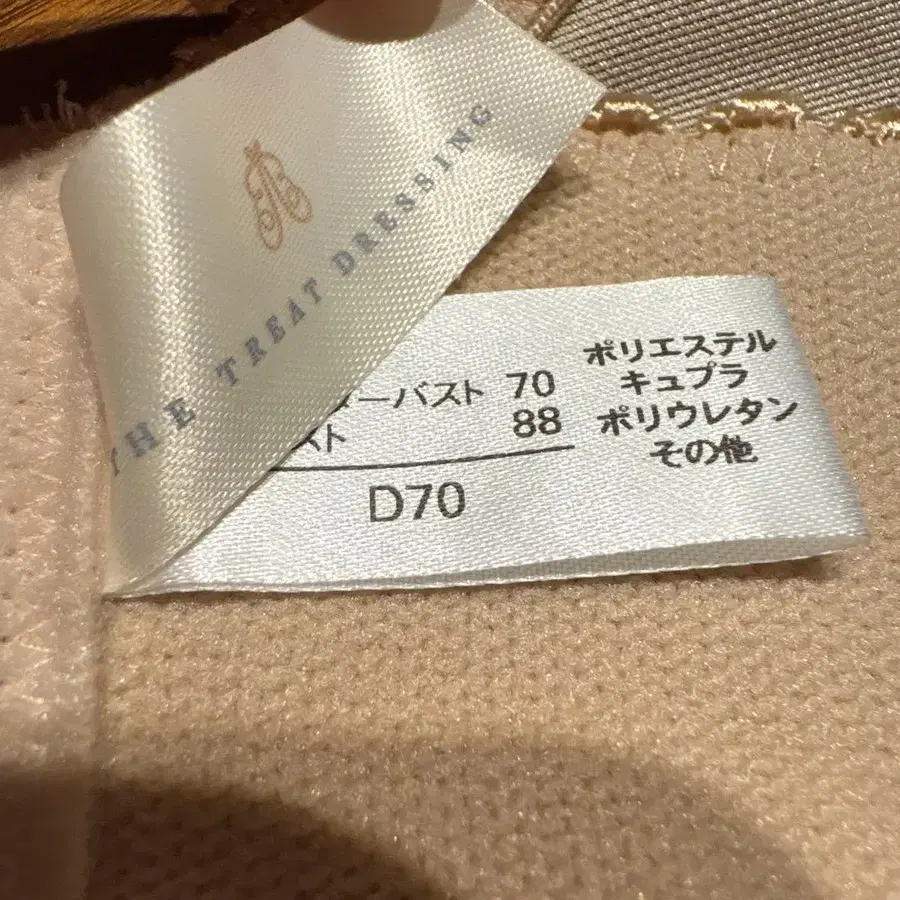 THE TREAT DRESSING
ーバスト 70
スト 88
D70
ポリエステル
キュプラ
ポリウレタン
その他